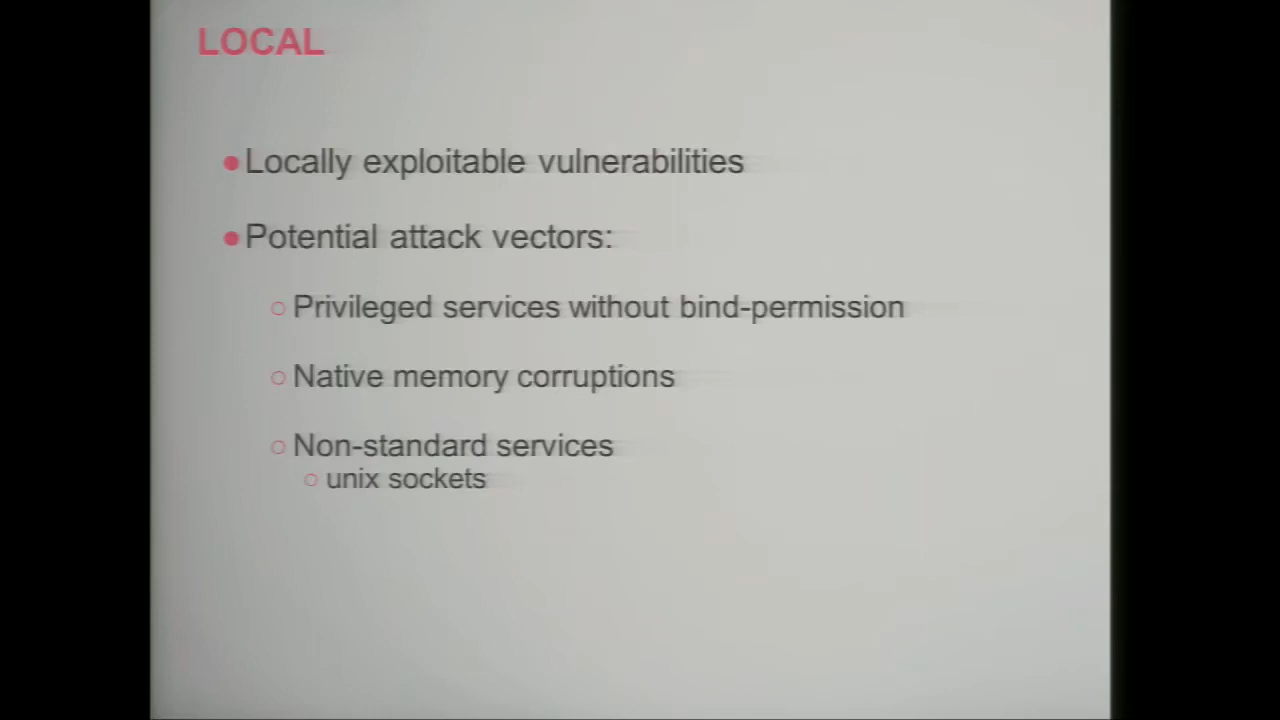 LOCAL
Locally exploitable vulnerabilities
Potential attack vectors:
Privileged services without bind-permission
Native memory corruptions
Non-standard services
unix sockets